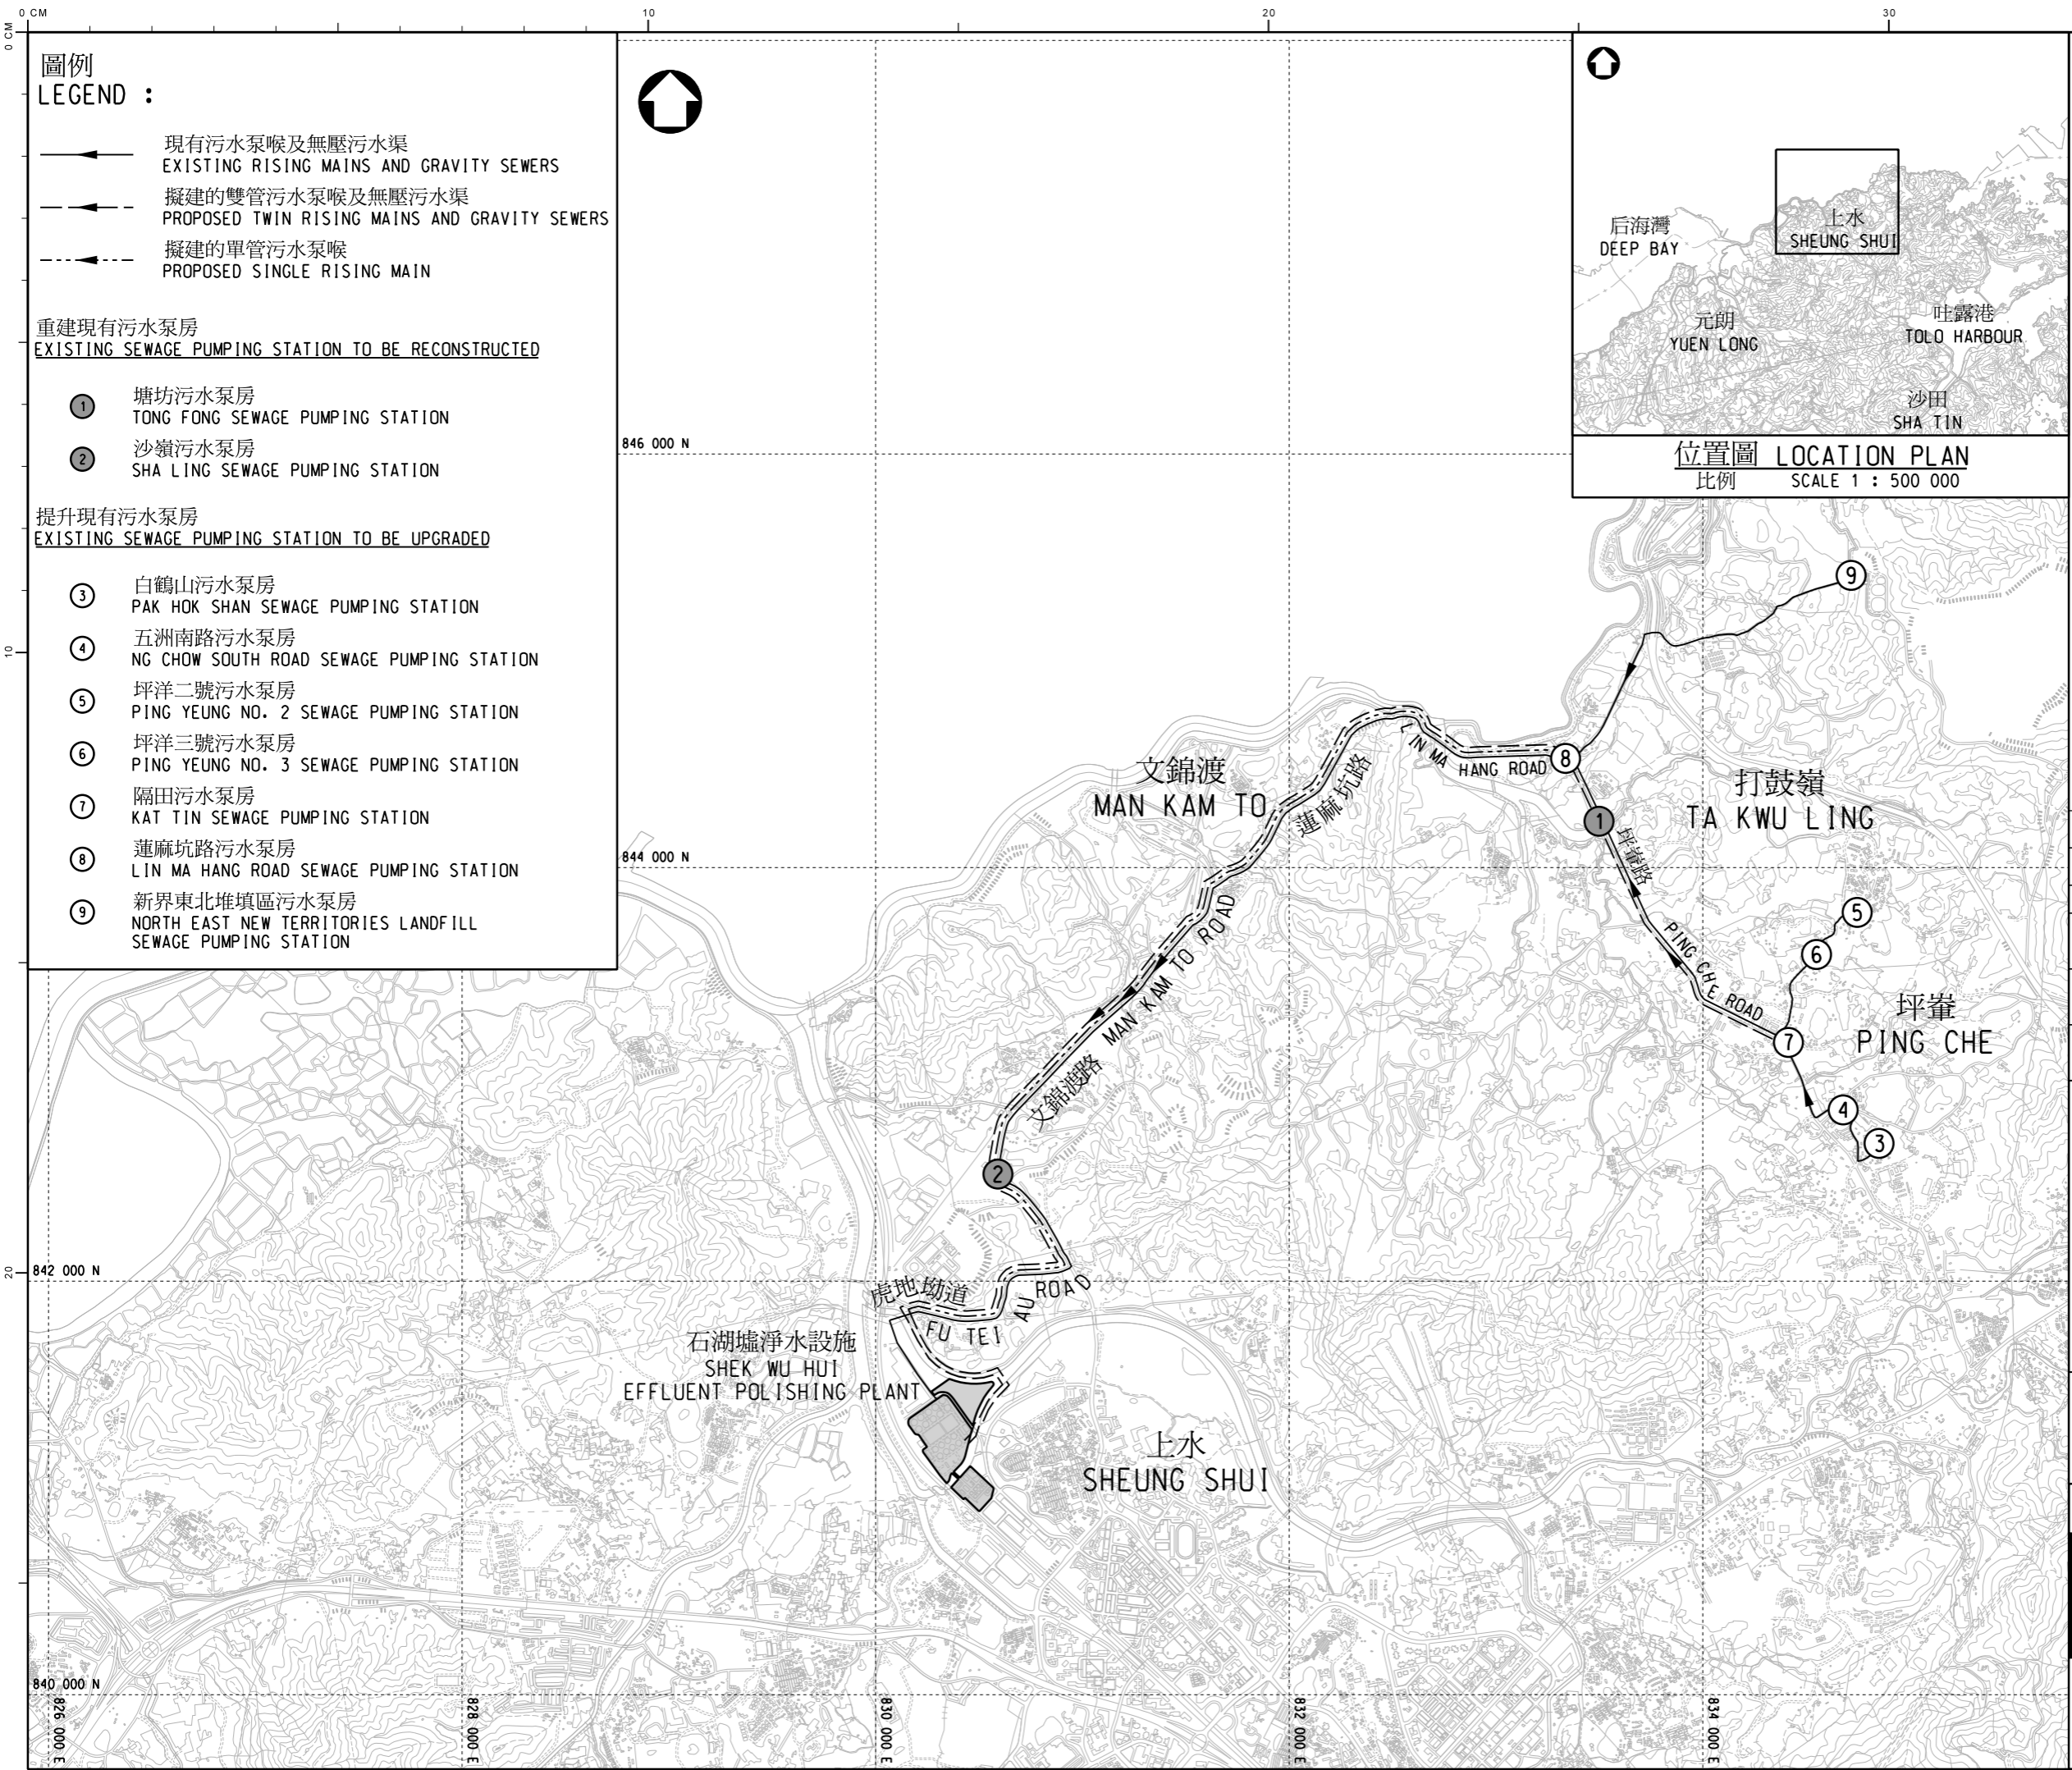 0 CM
10
20
30
0 CM
10
20
圖例
LEGEND :
現有污水泵喉及無壓污水渠
EXISTING RISING MAINS AND GRAVITY SEWERS
擬建的雙管污水泵喉及無壓污水渠
PROPOSED TWIN RISING MAINS AND GRAVITY SEWERS
擬建的單管污水泵喉
PROPOSED SINGLE RISING MAIN
重建現有污水泵房
EXISTING SEWAGE PUMPING STATION TO BE RECONSTRUCTED
1
塘坊污水泵房
TONG FONG SEWAGE PUMPING STATION
2
沙嶺污水泵房
SHA LING SEWAGE PUMPING STATION
提升現有污水泵房
EXISTING SEWAGE PUMPING STATION TO BE UPGRADED
3
白鶴山污水泵房
PAK HOK SHAN SEWAGE PUMPING STATION
4
五洲南路污水泵房
NG CHOW SOUTH ROAD SEWAGE PUMPING STATION
5
坪洋二號污水泵房
PING YEUNG NO. 2 SEWAGE PUMPING STATION
6
坪洋三號污水泵房
PING YEUNG NO. 3 SEWAGE PUMPING STATION
7
隔田污水泵房
KAT TIN SEWAGE PUMPING STATION
8
蓮麻坑路污水泵房
LIN MA HANG ROAD SEWAGE PUMPING STATION
9
新界東北堆填區污水泵房
NORTH EAST NEW TERRITORIES LANDFILL
SEWAGE PUMPING STATION
后海灣
DEEP BAY
上水
SHEUNG SHUI
元朗
YUEN LONG
吐露港
TOLO HARBOUR
沙田
SHA TIN
位置圖 LOCATION PLAN
比例 SCALE 1 : 500 000
846 000 N
844 000 N
842 000 N
840 000 N
826 000 E
828 000 E
830 000 E
832 000 E
834 000 E
9
文錦渡
MAN KAM TO
蓮麻坑路
LIN MA HANG ROAD
8
打鼓嶺
TA KWU LING
1
坪輋路
PING CHE ROAD
5
6
坪輋
PING CHE
7
4
3
文錦渡路
MAN KAM TO ROAD
2
虎地坳道
FU TEI AU ROAD
石湖墟淨水設施
SHEK WU HUI
EFFLUENT POLISHING PLANT
上水
SHEUNG SHUI